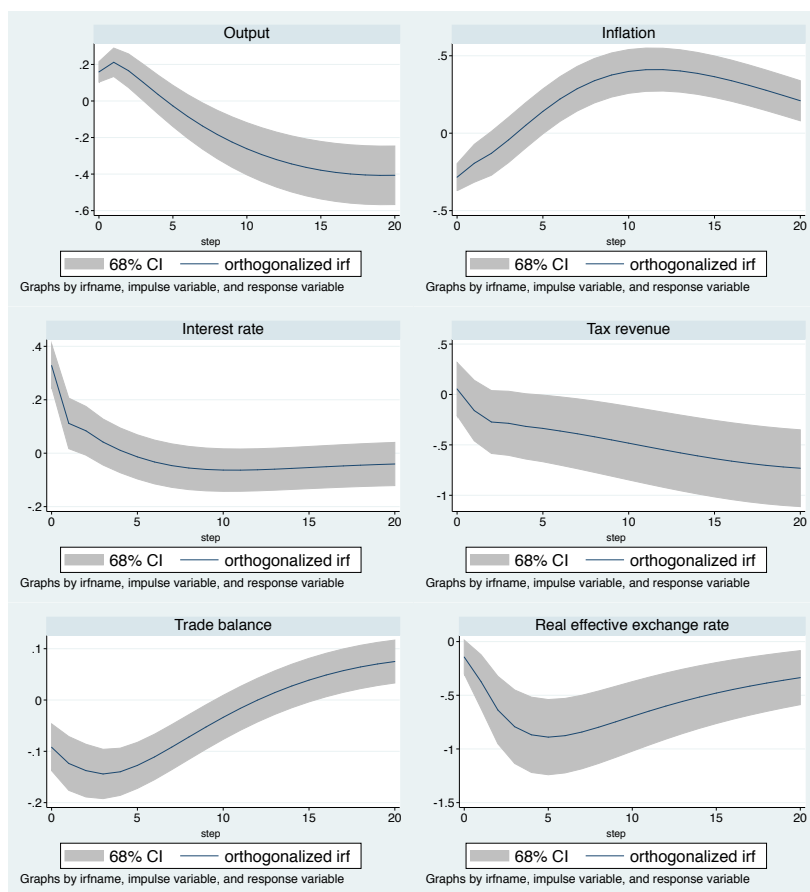 Output
.2
0
-.2
-.4
-.6
0 5 10 15 20
step
68% CI orthogonalized irf
Graphs by irfname, impulse variable, and response variable
Inflation
.5
0
-.5
0 5 10 15 20
step
68% CI orthogonalized irf
Graphs by irfname, impulse variable, and response variable
Interest rate
.4
.2
0
-.2
0 5 10 15 20
step
68% CI orthogonalized irf
Graphs by irfname, impulse variable, and response variable
Tax revenue
.5
0
-.5
-1
0 5 10 15 20
step
68% CI orthogonalized irf
Graphs by irfname, impulse variable, and response variable
Trade balance
.1
0
-.1
-.2
0 5 10 15 20
step
68% CI orthogonalized irf
Graphs by irfname, impulse variable, and response variable
Real effective exchange rate
0
-.5
-1
-1.5
0 5 10 15 20
step
68% CI orthogonalized irf
Graphs by irfname, impulse variable, and response variable